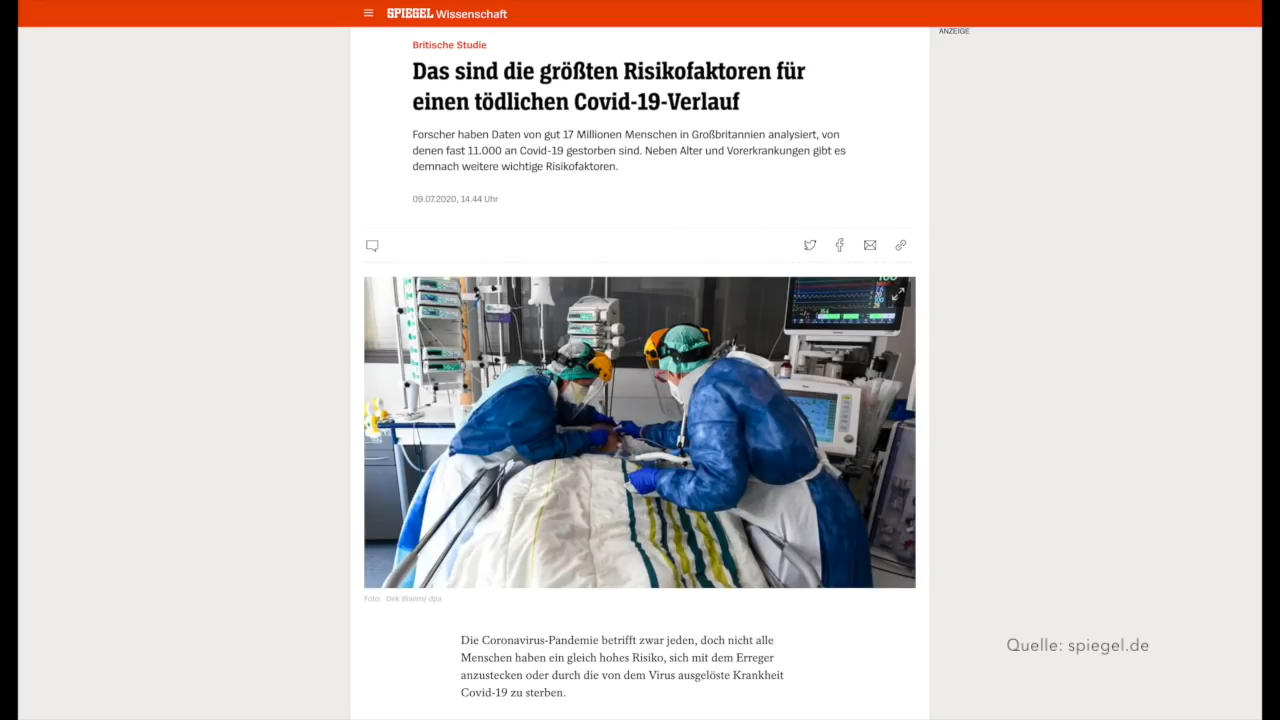 SPIEGEL Wissenschaft
ANZEIGE
Britische Studie
Das sind die größten Risikofaktoren für
einen tödlichen Covid-19-Verlauf
Forscher haben Daten von gut 17 Millionen Menschen in Großbritannien analysiert, von
denen fast 11.000 an Covid-19 gestorben sind. Neben Alter und Vorerkrankungen gibt es
demnach weitere wichtige Risikofaktoren.
09.07.2020, 14.44 Uhr
Foto: Dirk Waem/ dpa
Die Coronavirus-Pandemie betrifft zwar jeden, doch nicht alle
Menschen haben ein gleich hohes Risiko, sich mit dem Erreger
anzustecken oder durch die von dem Virus ausgelöste Krankheit
Covid-19 zu sterben.
Quelle: spiegel.de